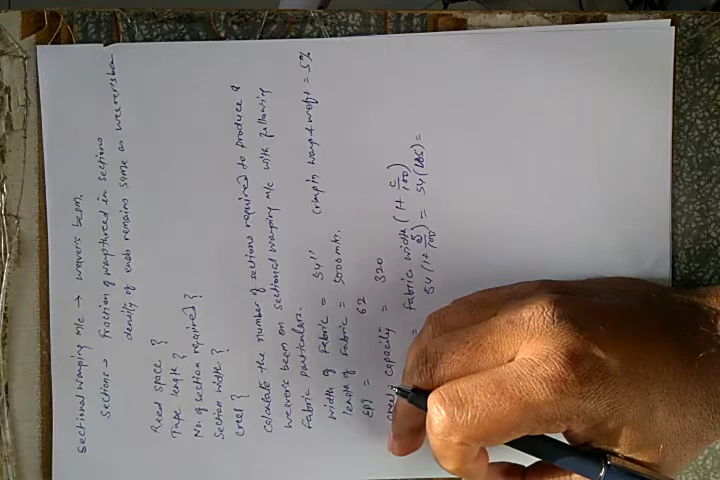 Sectional warping m/c → weaver's beam.
Sections → Fraction of warp thread in sections
density of ends remains same as weaver's beam
Reed space ?
Tape length ?
No. of section required ?
Section width ?
creel ?
Calculate the number of sections required to produce a
weaver's beam on sectional warping m/c with following
Fabric particulars.
Width of Fabric = 54" crimp in warp & weft = 5%
length of Fabric = 5000 mtr.
EPI = 62
creel capacity = 320
= Fabric width (1 + c/100)
54 (1 + 5/100) = 54 (1.05) =